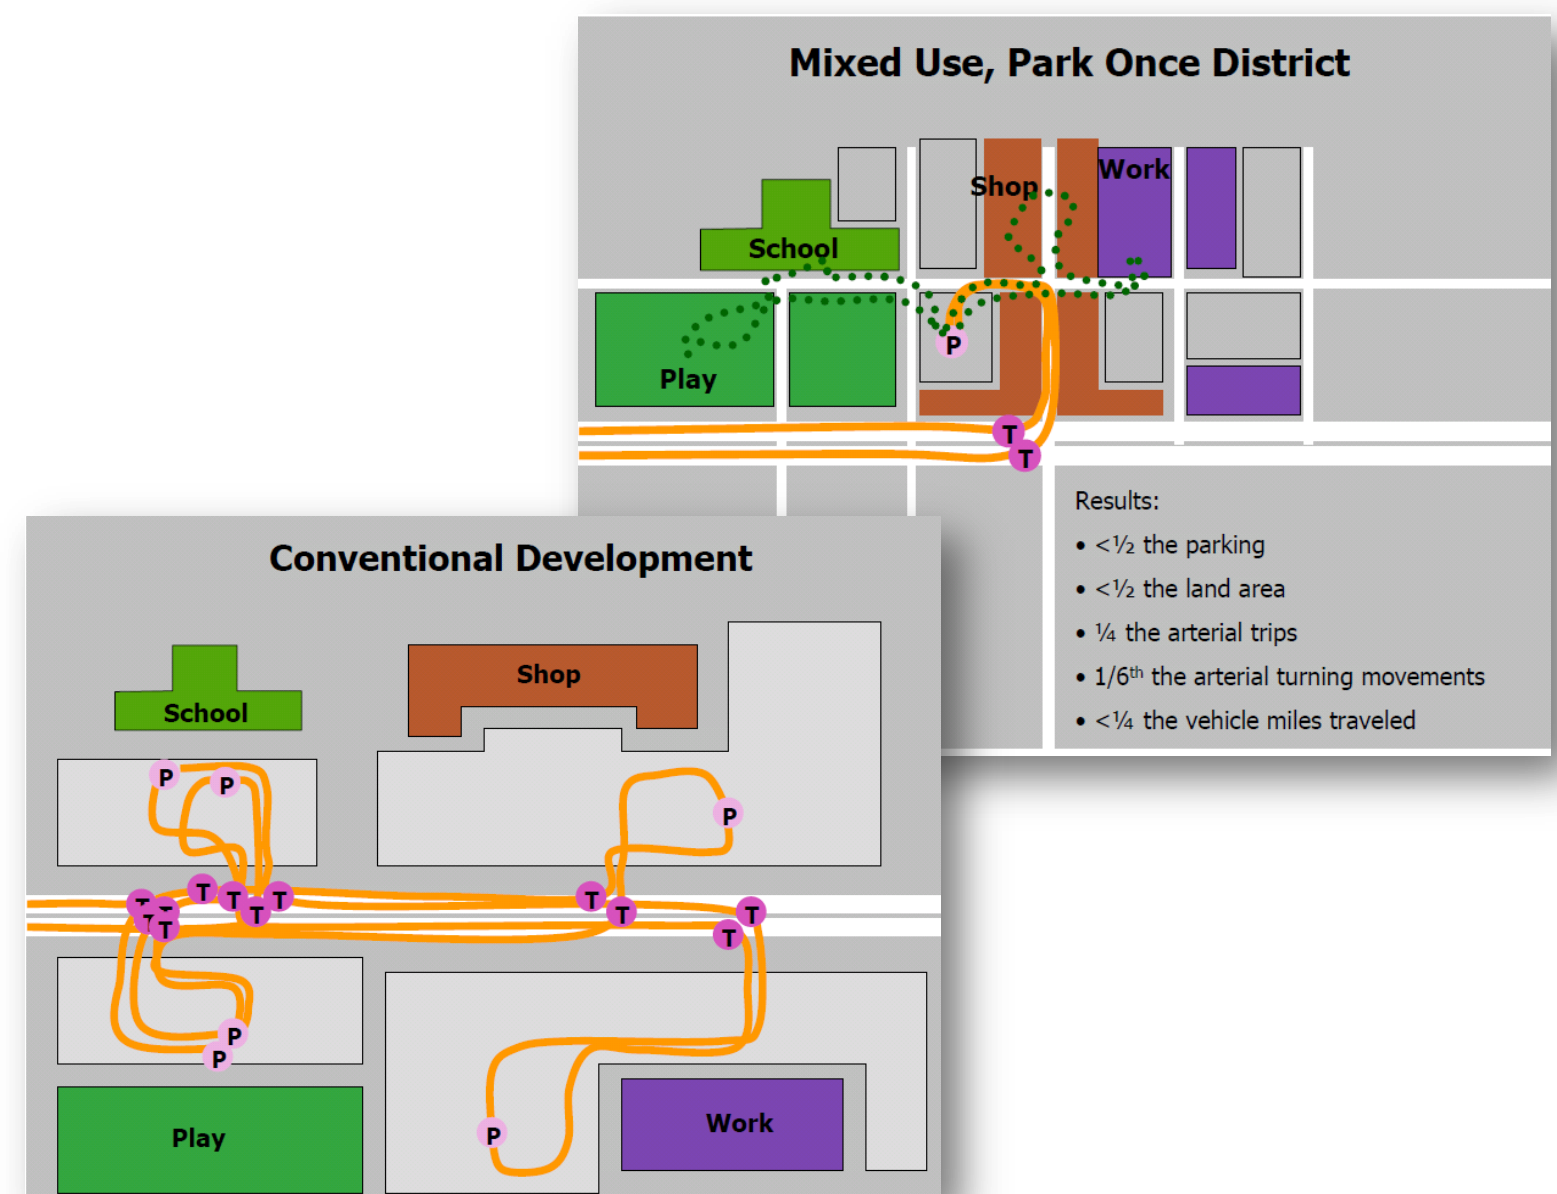 Mixed Use, Park Once District
Shop
Work
School
Play
P
T
T
Results:
• <½ the parking
• <½ the land area
• ¼ the arterial trips
• 1/6th the arterial turning movements
• <¼ the vehicle miles traveled
Conventional Development
School
Shop
P
P
P
T
T
T
T
T
T
T
T
T
T
T
T
P
P
P
Play
Work